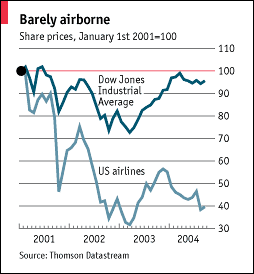 Barely airborne
Share prices, January 1st 2001=100
110
100
90
80
70
60
50
40
30
Dow Jones
Industrial
Average
US airlines
2001 2002 2003 2004
Source: Thomson Datastream